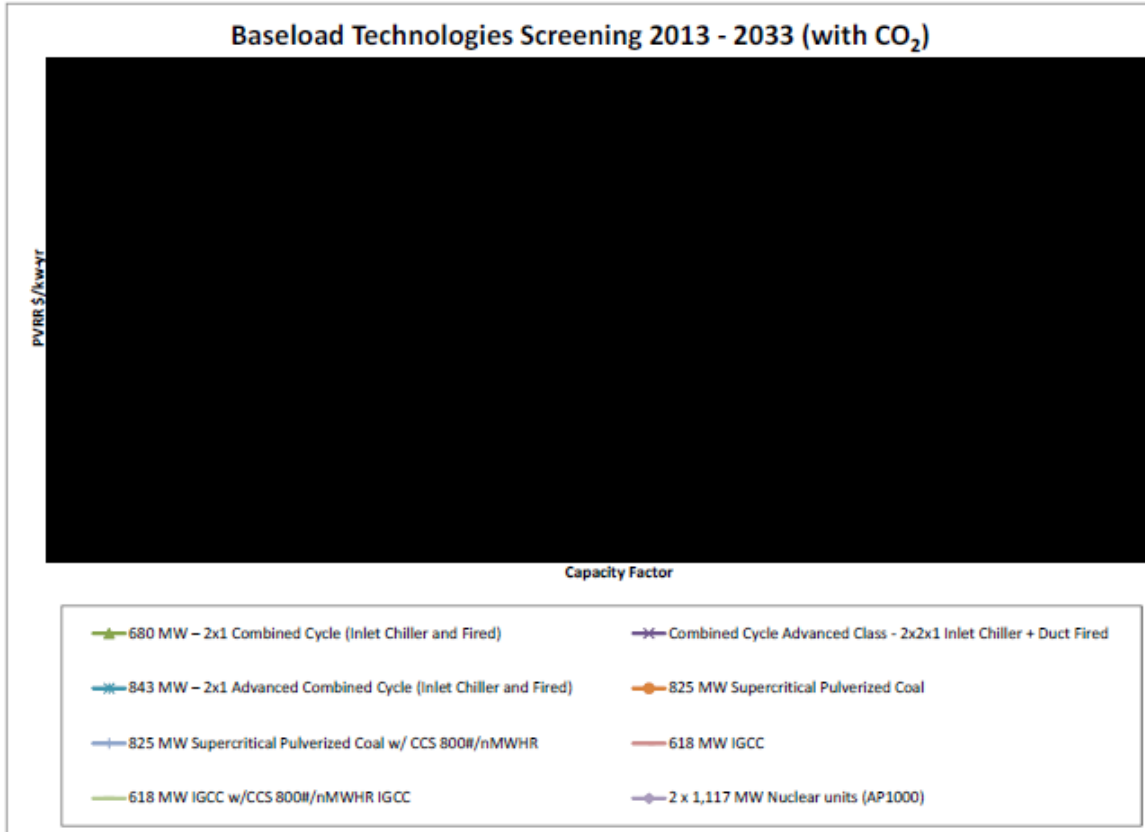 Baseload Technologies Screening 2013 - 2033 (with CO₂)
PVRR $/kw-yr
Capacity Factor
680 MW – 2x1 Combined Cycle (Inlet Chiller and Fired)
Combined Cycle Advanced Class - 2x2x1 Inlet Chiller + Duct Fired
843 MW – 2x1 Advanced Combined Cycle (Inlet Chiller and Fired)
825 MW Supercritical Pulverized Coal
825 MW Supercritical Pulverized Coal w/ CCS 800#/nMWHR
618 MW IGCC
618 MW IGCC w/CCS 800#/nMWHR IGCC
2 x 1,117 MW Nuclear units (AP1000)